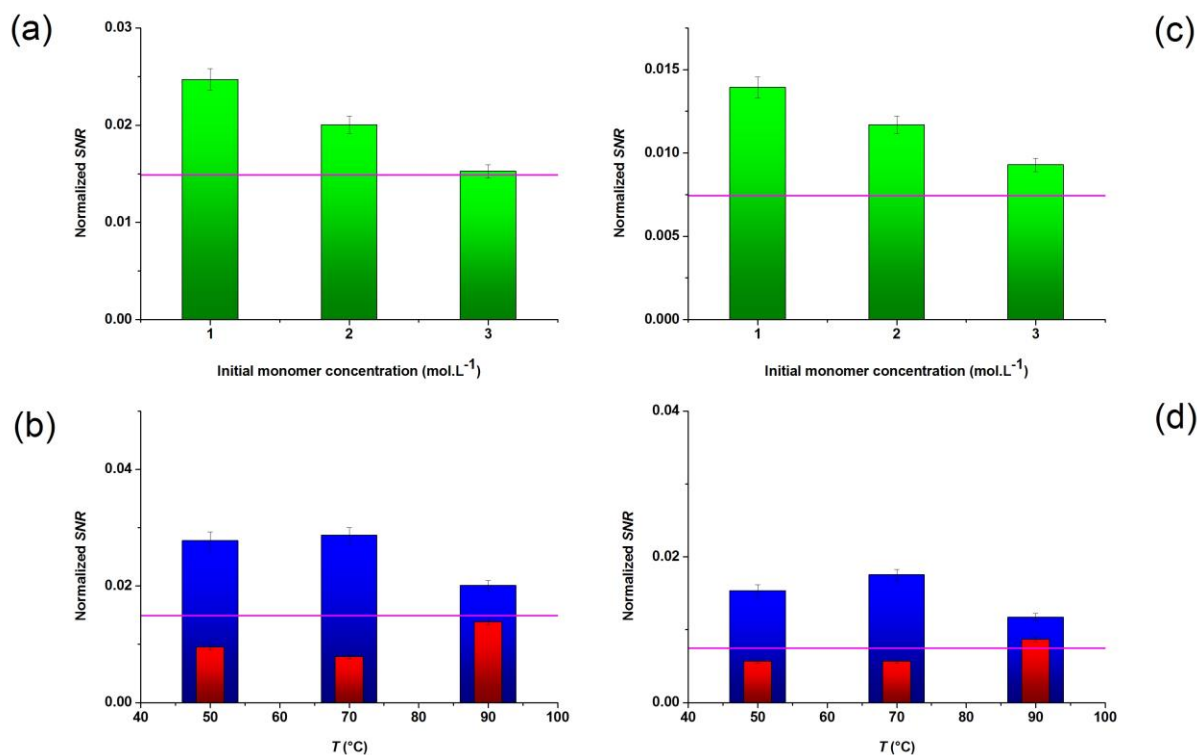 (a)
0.03
0.02
0.01
0.00
Normalized SNR
1 2 3
Initial monomer concentration (mol.L-1)
(c)
0.015
0.010
0.005
0.000
Normalized SNR
1 2 3
Initial monomer concentration (mol.L-1)
(b)
0.04
0.02
0.00
Normalized SNR
40 50 60 70 80 90 100
T (°C)
(d)
0.04
0.02
0.00
Normalized SNR
40 50 60 70 80 90 100
T (°C)